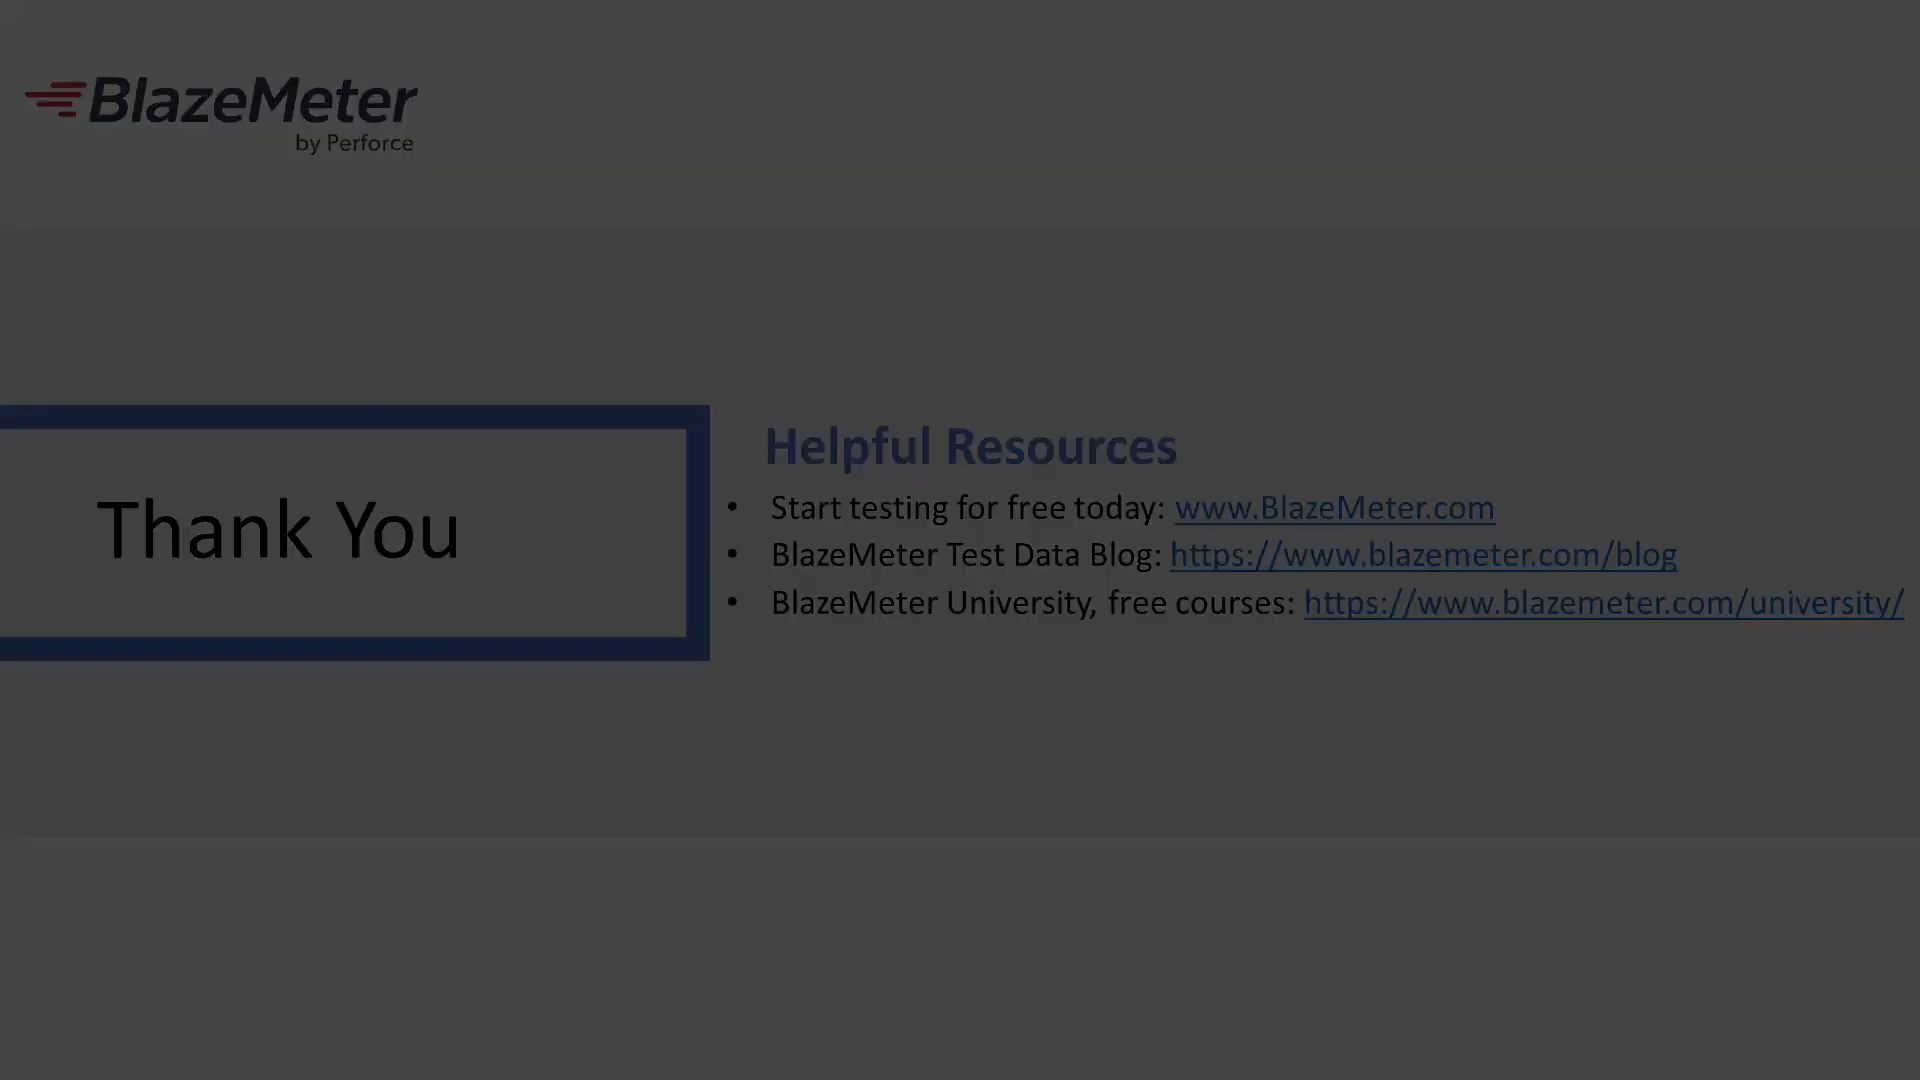 BlazeMeter
by Perforce
Thank You
Helpful Resources
• Start testing for free today: www.BlazeMeter.com
• BlazeMeter Test Data Blog: https://www.blazemeter.com/blog
• BlazeMeter University, free courses: https://www.blazemeter.com/university/